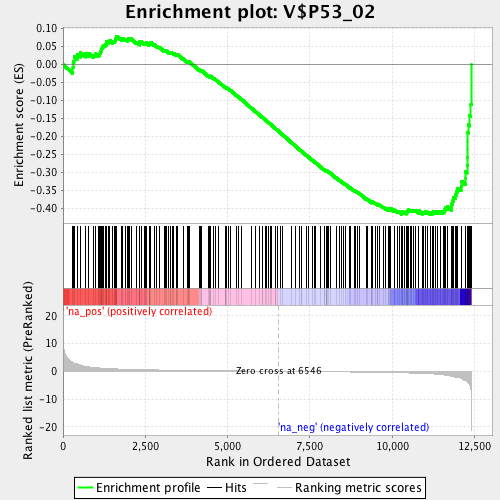 Enrichment plot: V$P53_02
Enrichment score (ES)
0.10
0.05
0.00
-0.05
-0.10
-0.15
-0.20
-0.25
-0.30
-0.35
-0.40
'na_pos' (positively correlated)
Ranked list metric (PreRanked)
20
10
0
-10
-20
Zero cross at 6546
'na_neg' (negatively correlated)
0
2,500
5,000
7,500
10,000
12,500
Rank in Ordered Dataset
Enrichment profile
Hits
Ranking metric scores